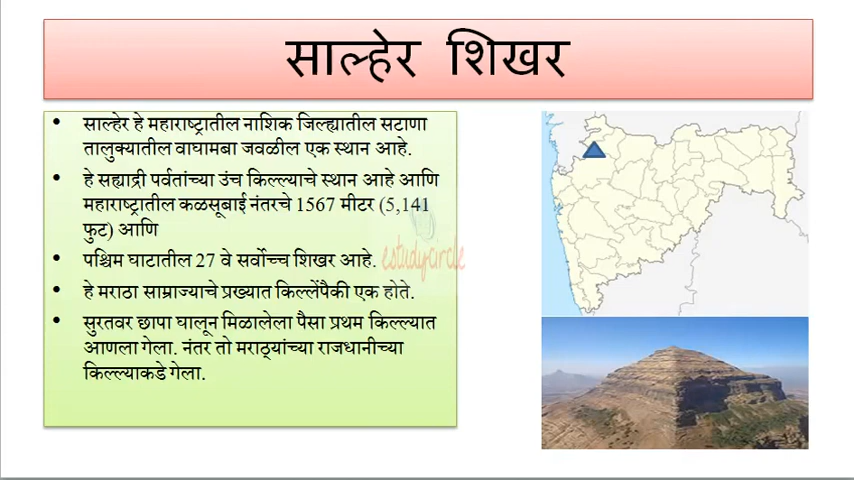 साल्हेर शिखर
• साल्हेर हे महाराष्ट्रातील नाशिक जिल्ह्यातील सटाणा
तालुक्यातील वाघामबा जवळील एक स्थान आहे.
• हे सह्याद्री पर्वतांच्या उंच किल्ल्याचे स्थान आहे आणि
महाराष्ट्रातील कळसूबाई नंतरचे 1567 मीटर (5,141
फुट) आणि
• पश्चिम घाटातील 27 वे सर्वोच्च शिखर आहे.
• हे मराठा साम्राज्याचे प्रख्यात किल्लेंपैकी एक होते.
• सुरतवर छापा घालून मिळालेला पैसा प्रथम किल्ल्यात
आणला गेला. नंतर तो मराठ्यांच्या राजधानीच्या
किल्ल्याकडे गेला.
estudycircle